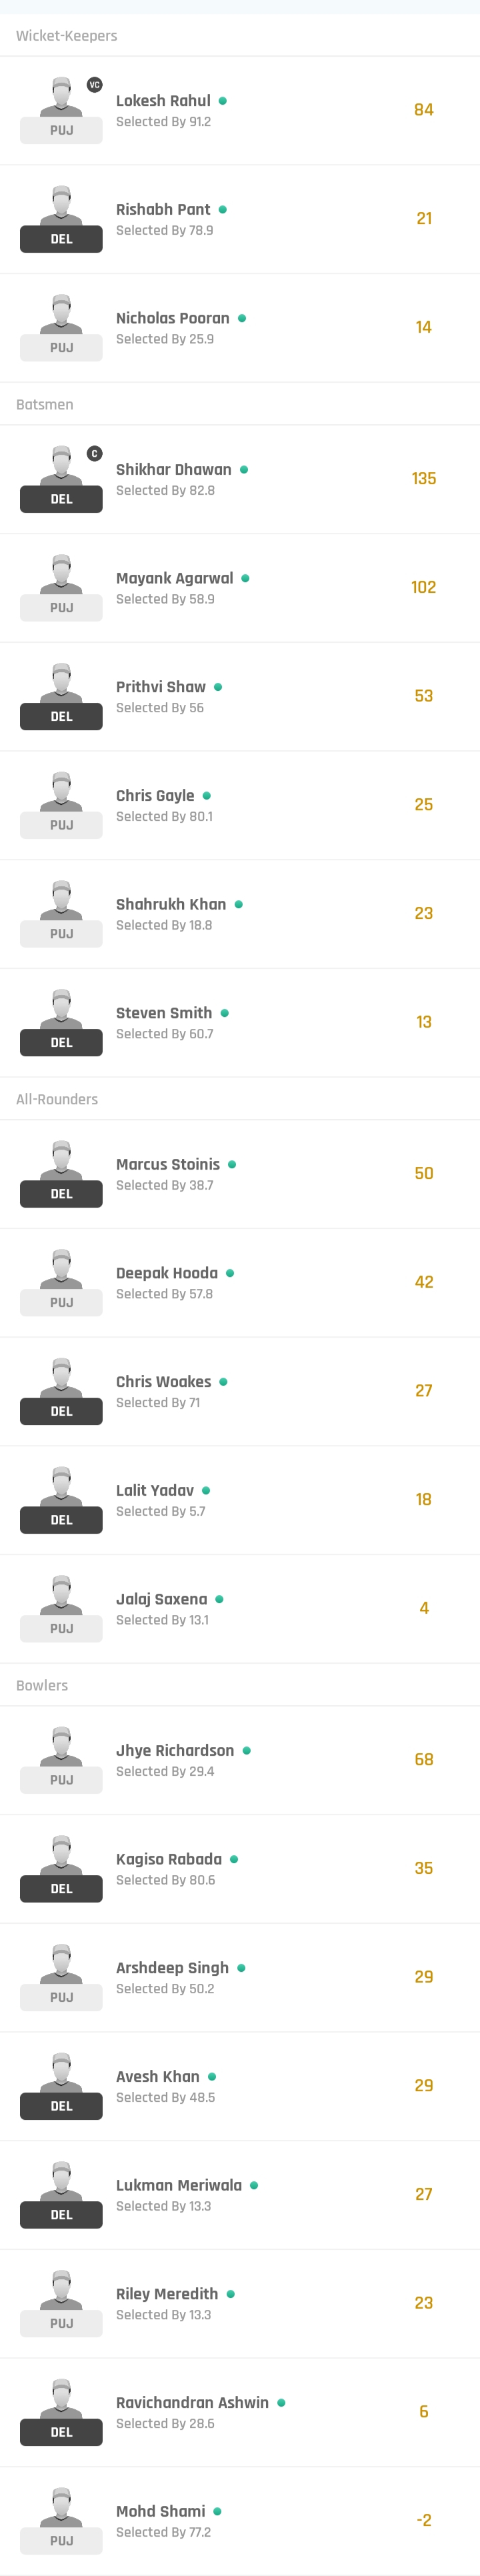 Wicket-Keepers
VC
Lokesh Rahul
84
Selected By 91.2
PUJ
Rishabh Pant
21
Selected By 78.9
DEL
Nicholas Pooran
14
Selected By 25.9
PUJ
Batsmen
C
Shikhar Dhawan
135
Selected By 82.8
DEL
Mayank Agarwal
102
Selected By 58.9
PUJ
Prithvi Shaw
53
Selected By 56
DEL
Chris Gayle
25
Selected By 80.1
PUJ
Shahrukh Khan
23
Selected By 18.8
PUJ
Steven Smith
13
Selected By 60.7
DEL
All-Rounders
Marcus Stoinis
50
Selected By 38.7
DEL
Deepak Hooda
42
Selected By 57.8
PUJ
Chris Woakes
27
Selected By 71
DEL
Lalit Yadav
18
Selected By 5.7
DEL
Jalaj Saxena
4
Selected By 13.1
PUJ
Bowlers
Jhye Richardson
68
Selected By 29.4
PUJ
Kagiso Rabada
35
Selected By 80.6
DEL
Arshdeep Singh
29
Selected By 50.2
PUJ
Avesh Khan
29
Selected By 48.5
DEL
Lukman Meriwala
27
Selected By 13.3
DEL
Riley Meredith
23
Selected By 13.3
PUJ
Ravichandran Ashwin
6
Selected By 28.6
DEL
Mohd Shami
-2
Selected By 77.2
PUJ